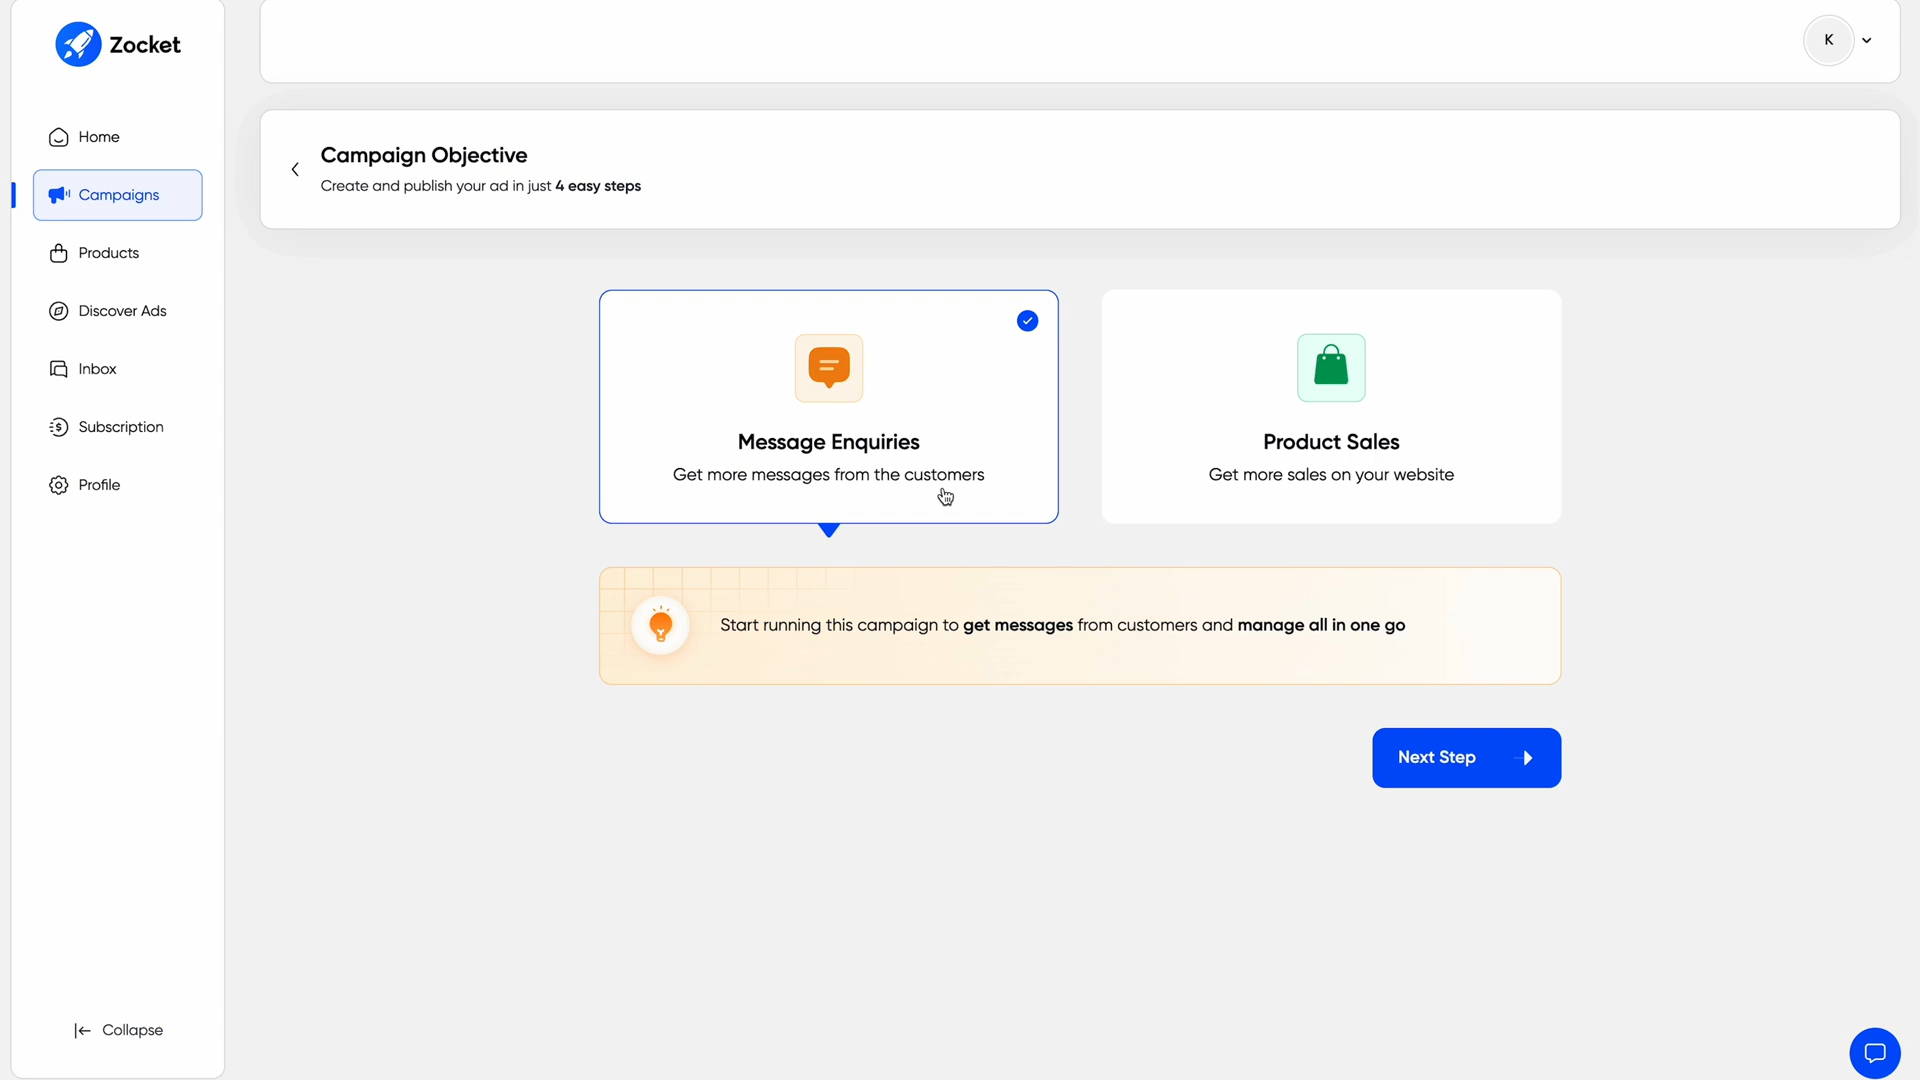 Zocket
K
Home
Campaigns
Products
Discover Ads
Inbox
Subscription
Profile
Collapse
Campaign Objective
Create and publish your ad in just 4 easy steps
Message Enquiries
Get more messages from the customers
Product Sales
Get more sales on your website
Start running this campaign to get messages from customers and manage all in one go
Next Step